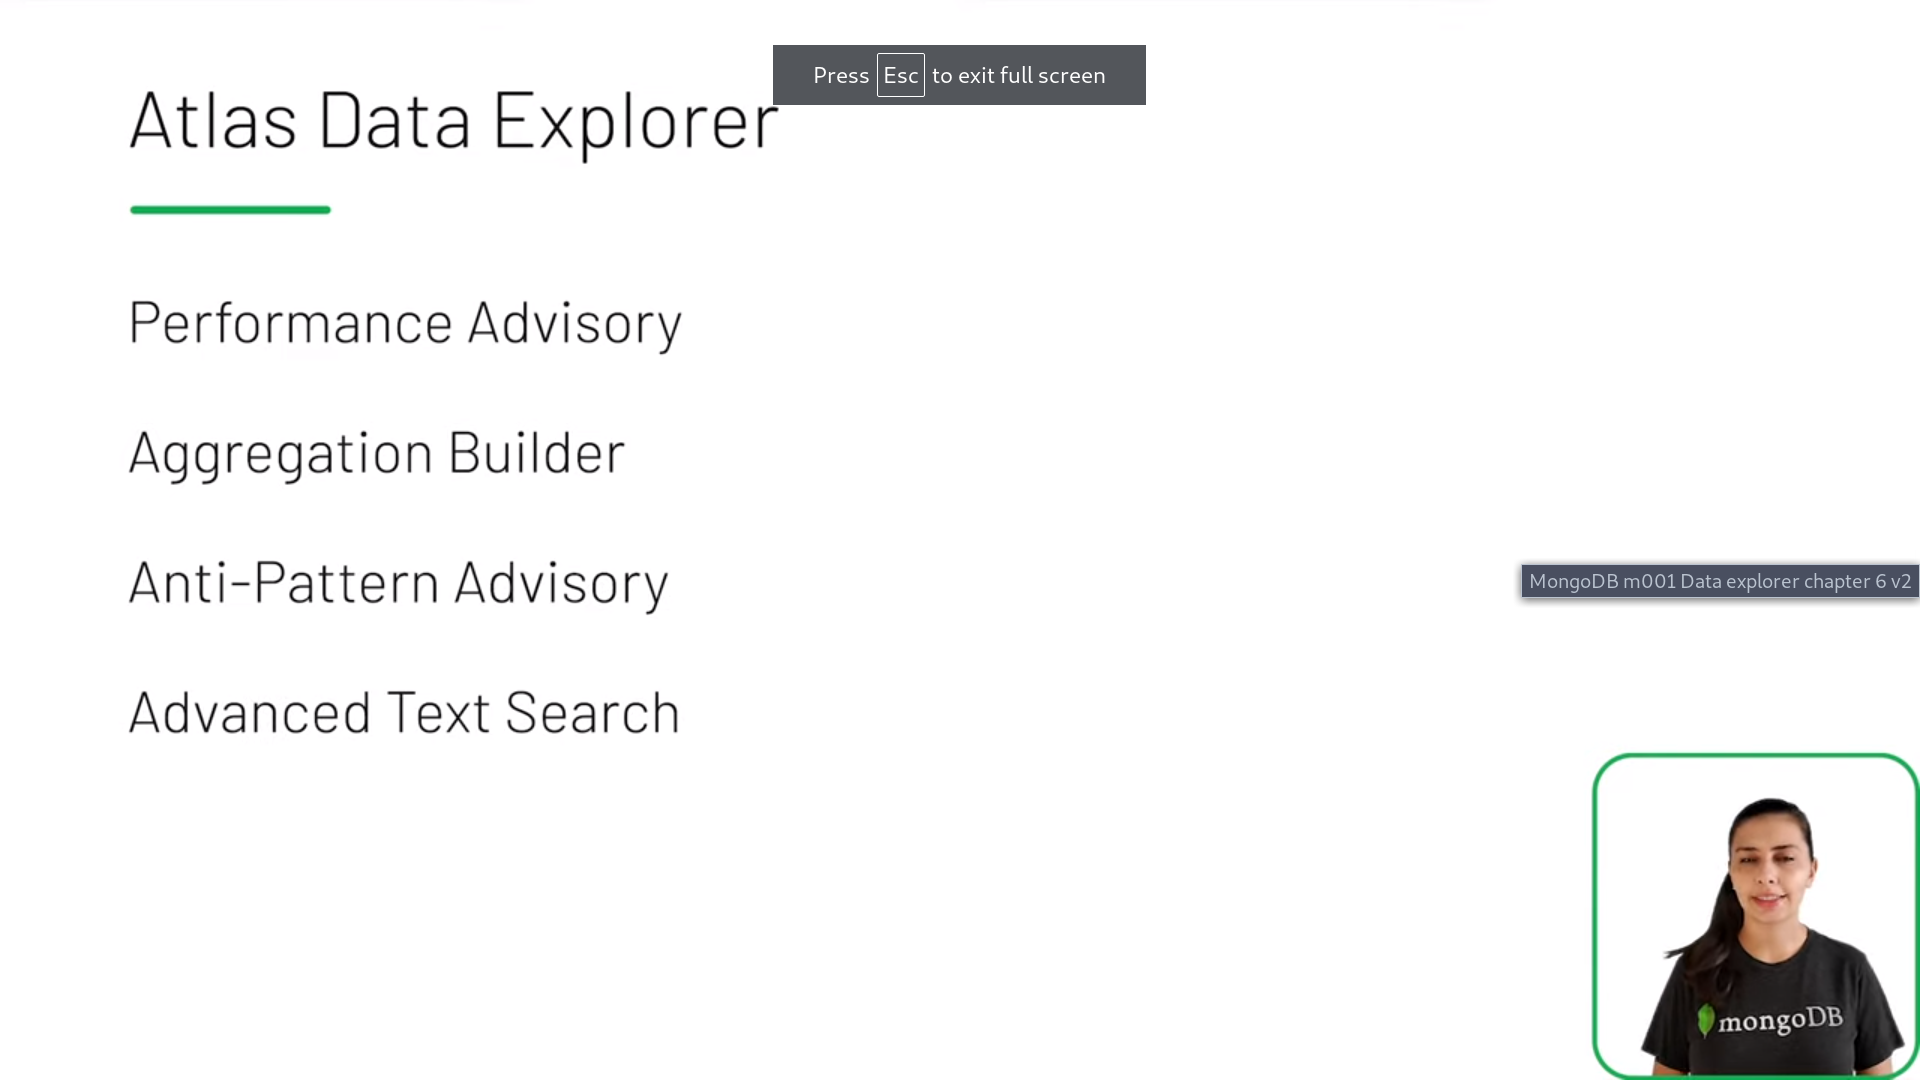 Press Esc to exit full screen
Atlas Data Explorer
Performance Advisory
Aggregation Builder
Anti-Pattern Advisory
MongoDB m001 Data explorer chapter 6 v2
Advanced Text Search
mongoDB